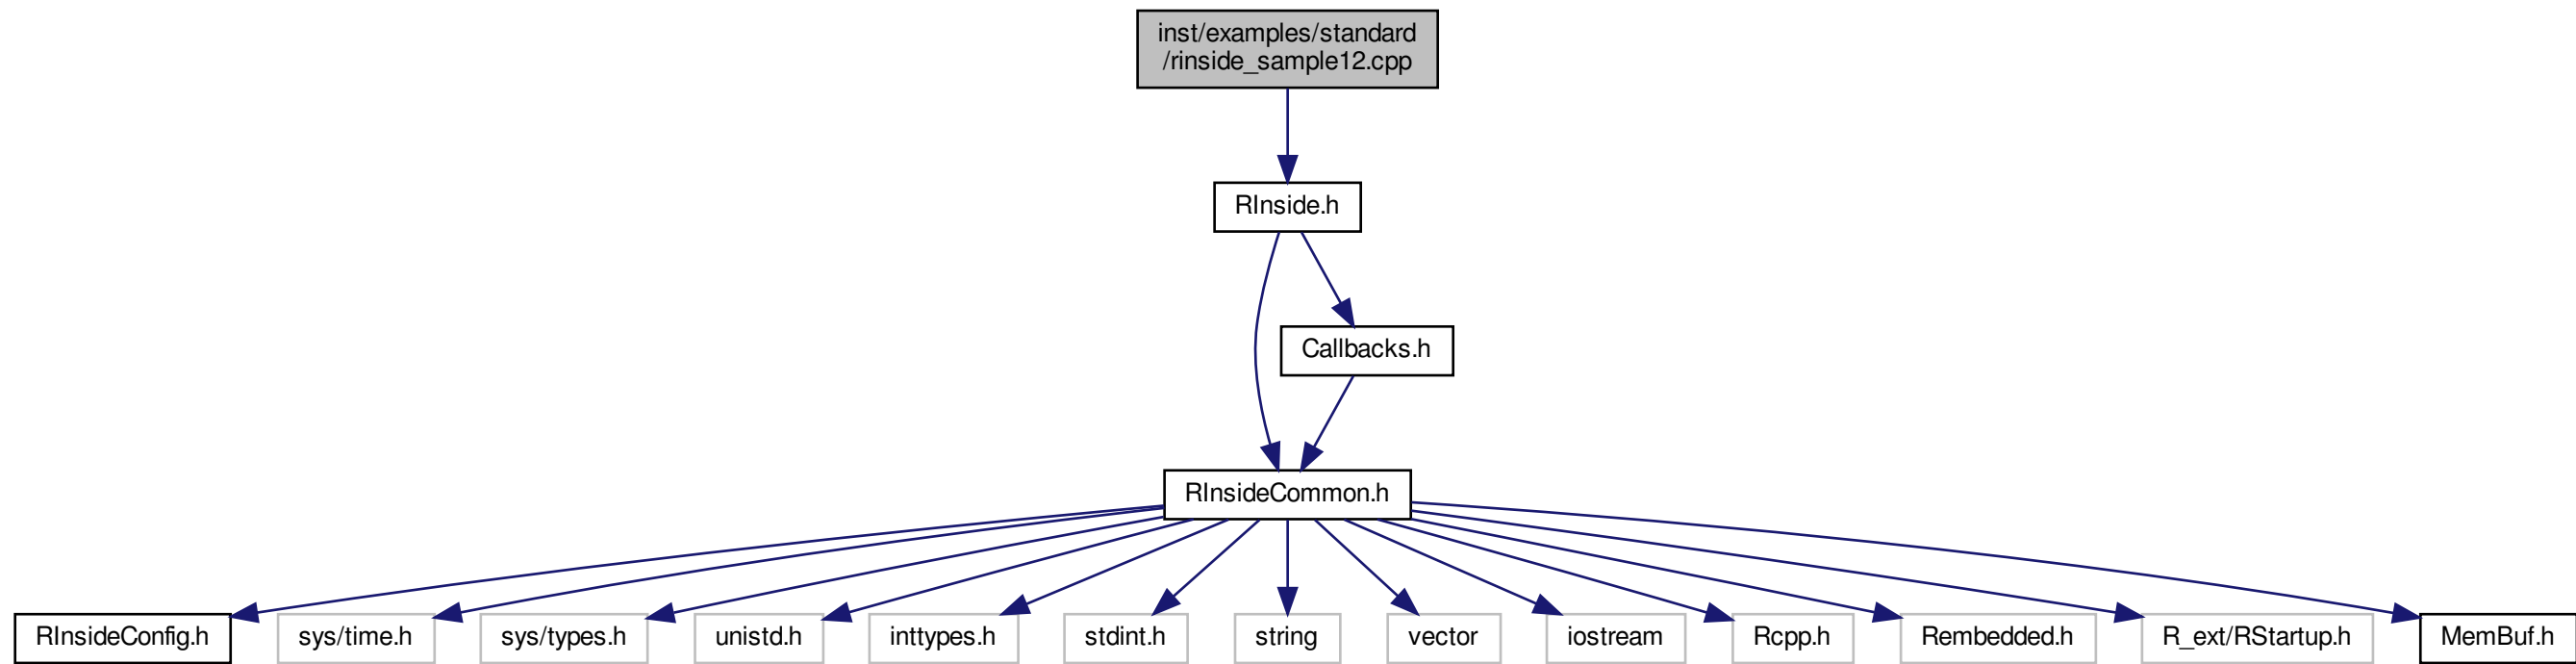 inst/examples/standard
/rinside_sample12.cpp
RInside.h
Callbacks.h
RInsideCommon.h
RInsideConfig.h
sys/time.h
sys/types.h
unistd.h
inttypes.h
stdint.h
string
vector
iostream
Rcpp.h
Rembedded.h
R_ext/RStartup.h
MemBuf.h